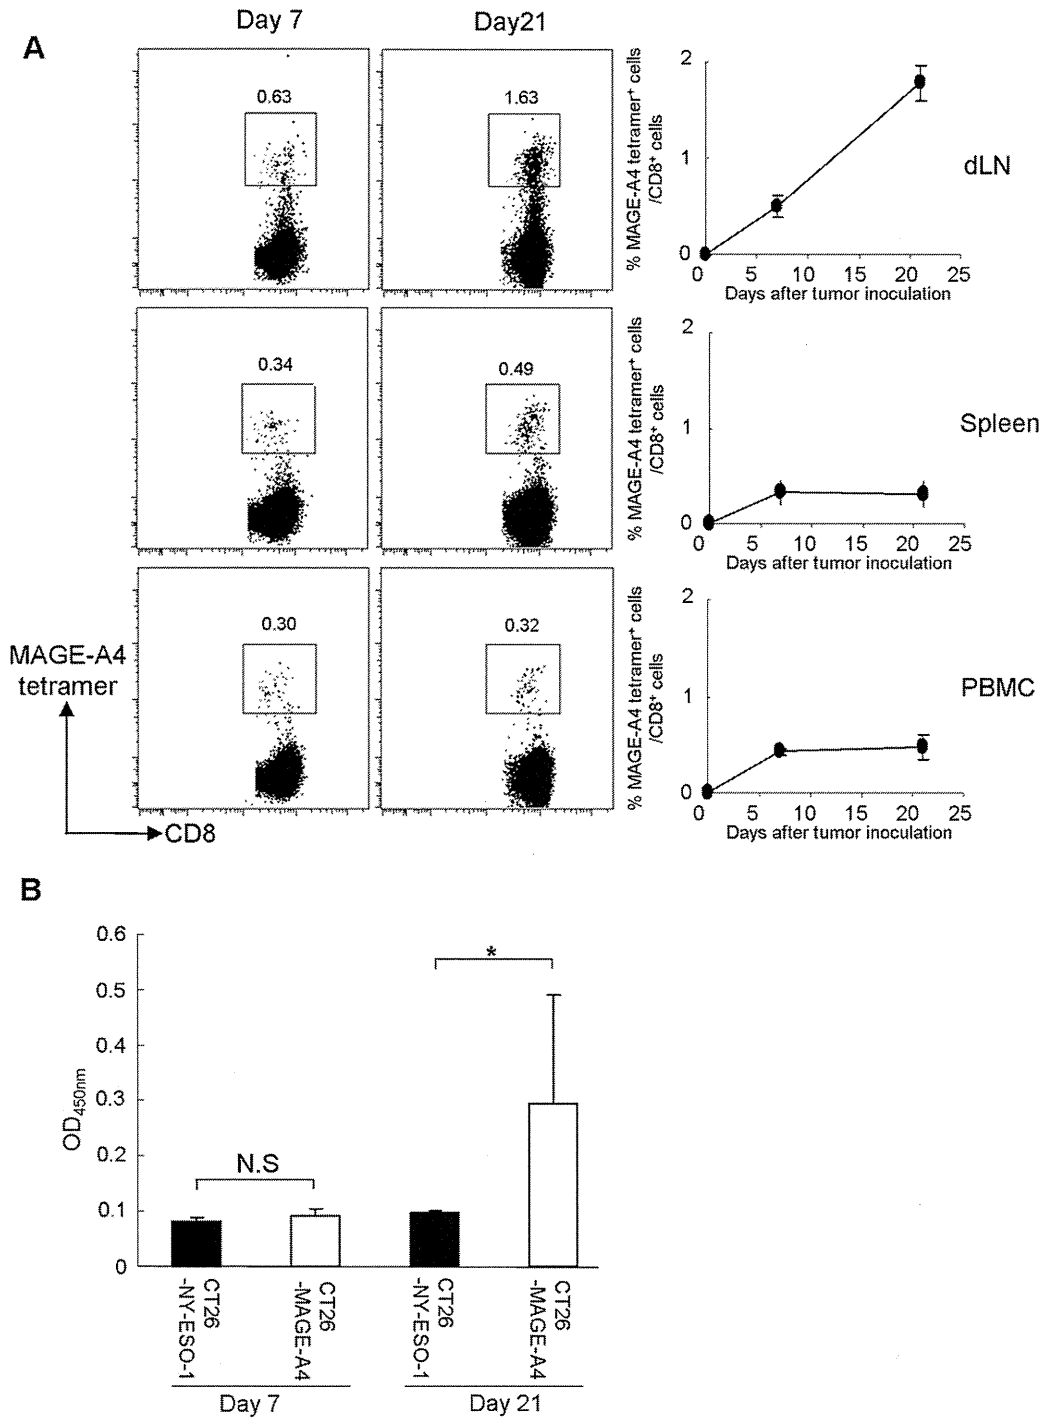 Day 7
Day21
A
0.63
1.63
% MAGE-A4 tetramer⁺ cells
/CD8⁺ cells
2
1
0
0 5 10 15 20 25
Days after tumor inoculation
dLN
0.34
0.49
% MAGE-A4 tetramer⁺ cells
/CD8⁺ cells
2
1
0
0 5 10 15 20 25
Days after tumor inoculation
Spleen
0.30
0.32
% MAGE-A4 tetramer⁺ cells
/CD8⁺ cells
2
1
0
0 5 10 15 20 25
Days after tumor inoculation
PBMC
MAGE-A4
tetramer
CD8
B
0.6
0.5
0.4
0.3
0.2
0.1
0
OD450nm
N.S
*
CT26
-NY-ESO-1
CT26
-MAGE-A4
CT26
-NY-ESO-1
CT26
-MAGE-A4
Day 7
Day 21